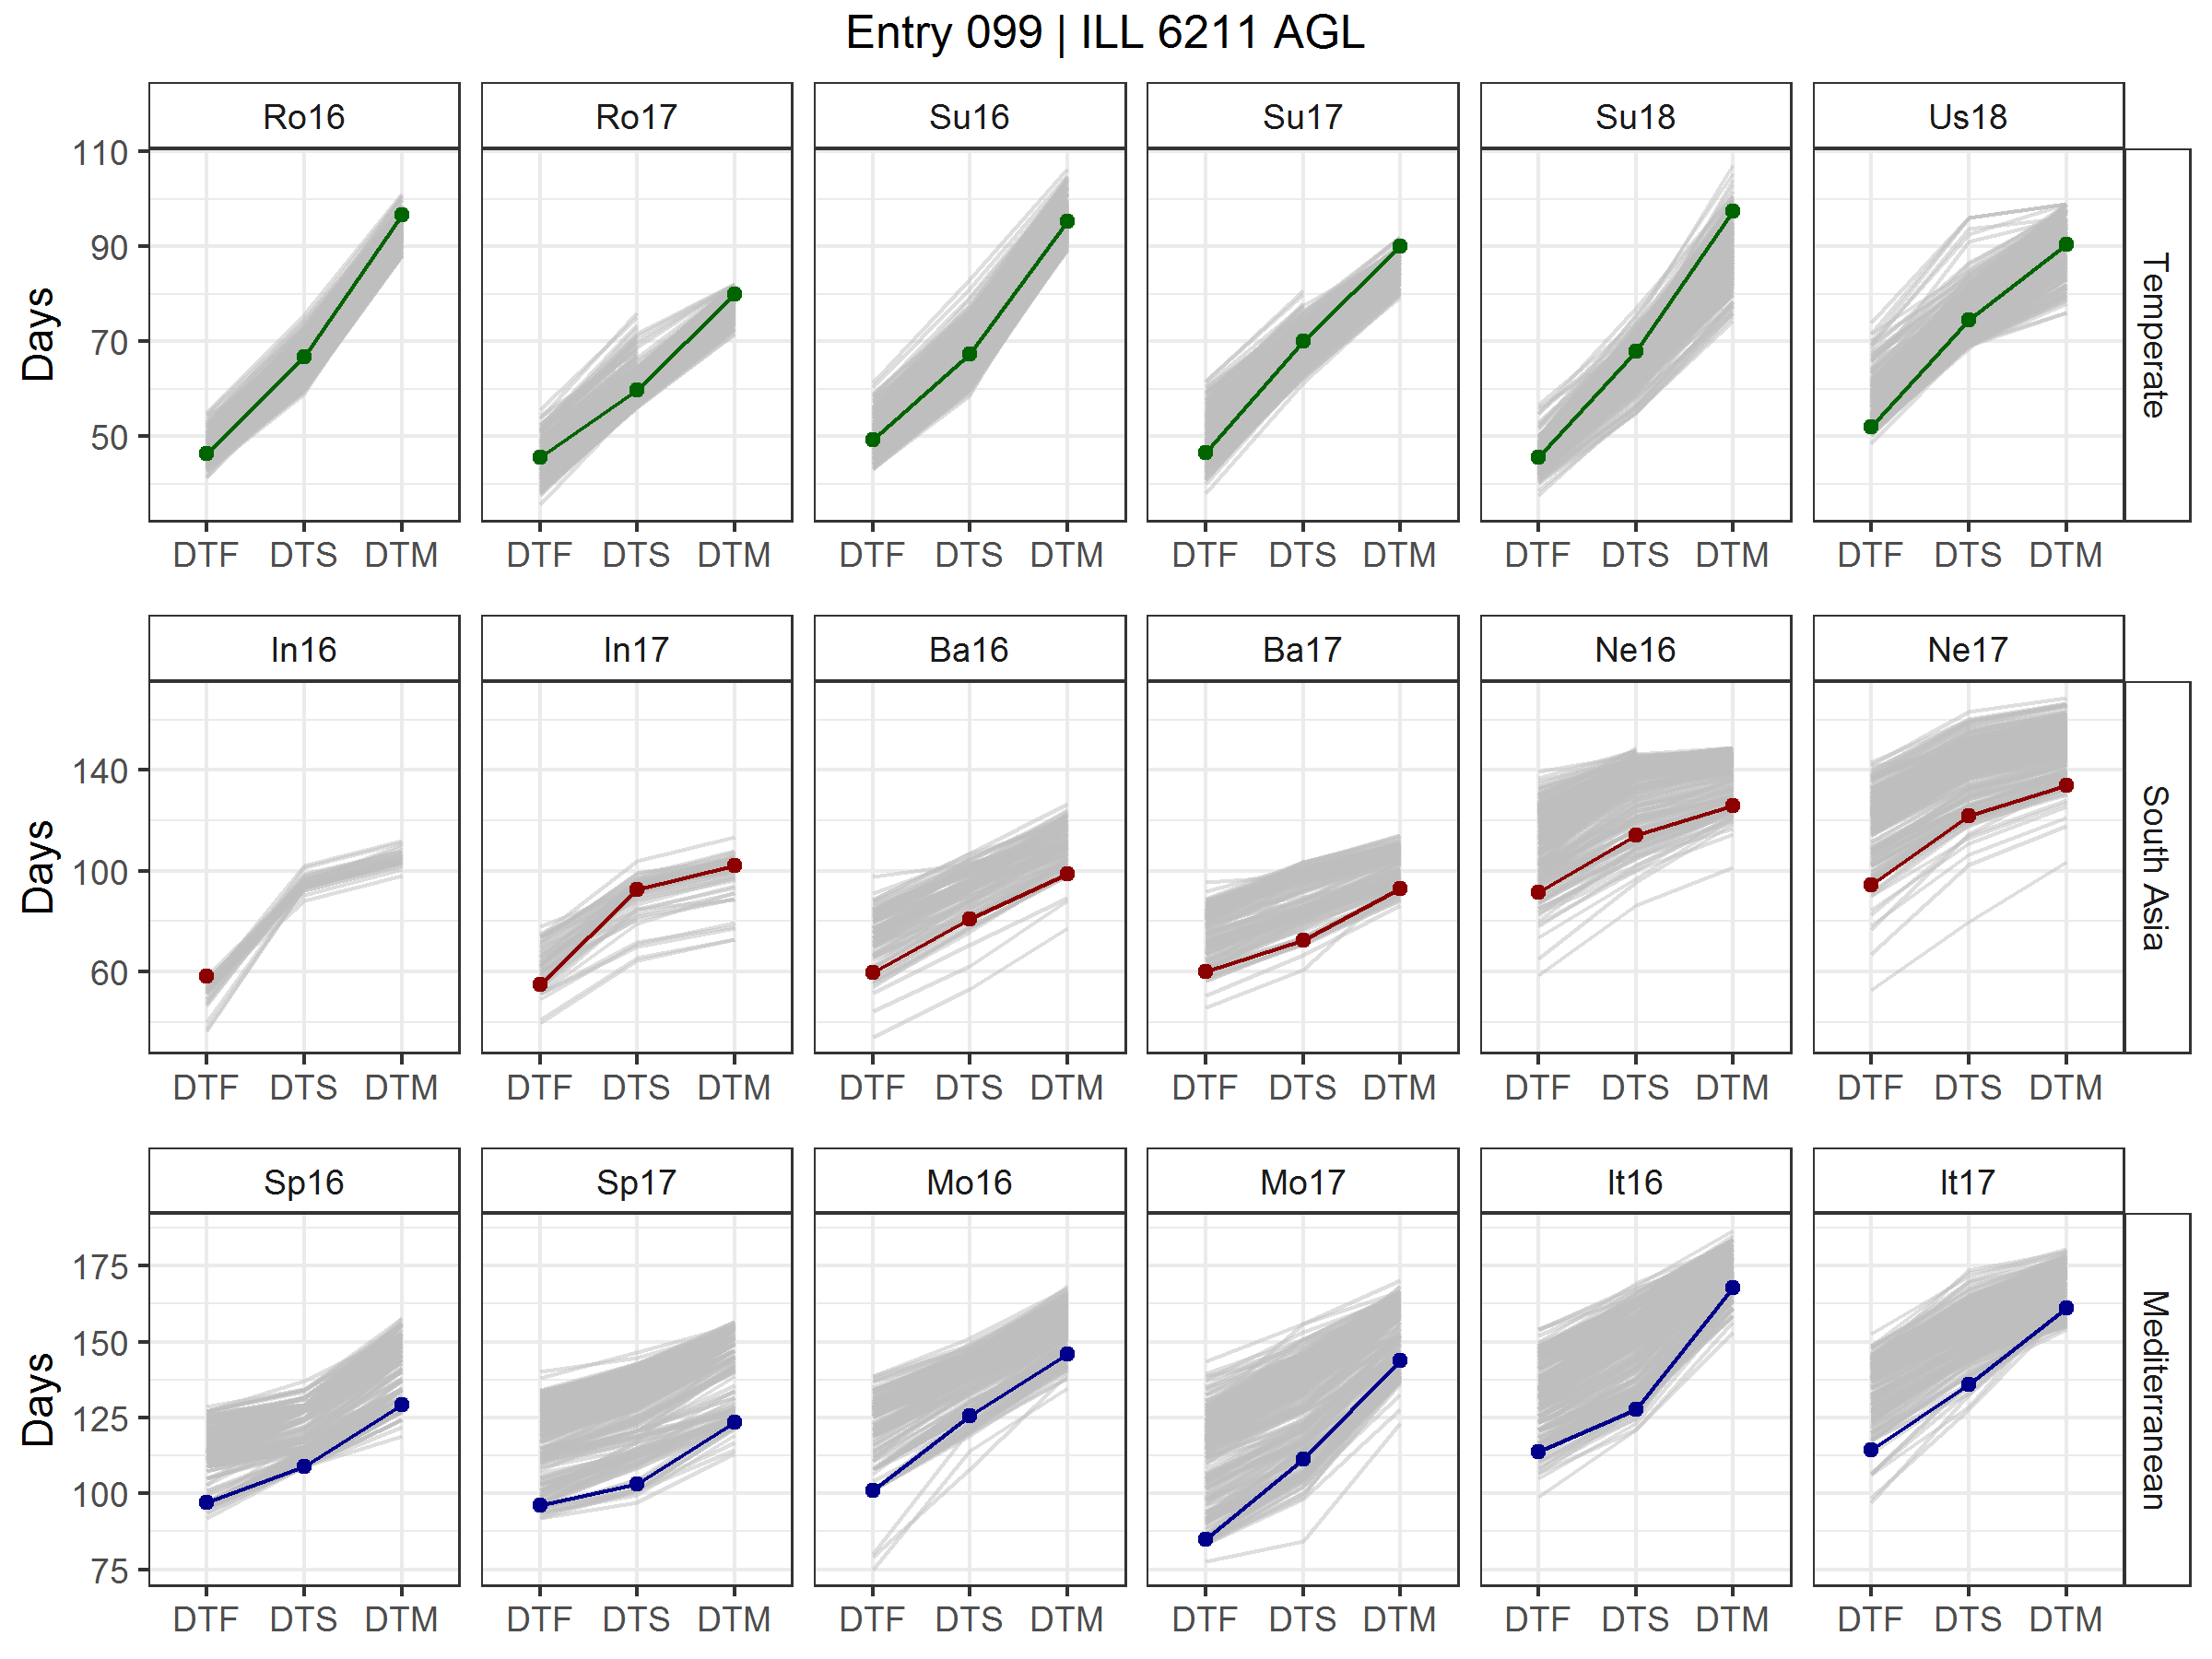 Entry 099 | ILL 6211 AGL
Ro16 Ro17 Su16 Su17 Su18 Us18
110
90
70
50
Days
Temperate
DTF DTS DTM DTF DTS DTM DTF DTS DTM DTF DTS DTM DTF DTS DTM DTF DTS DTM
In16 In17 Ba16 Ba17 Ne16 Ne17
140
100
60
Days
South Asia
DTF DTS DTM DTF DTS DTM DTF DTS DTM DTF DTS DTM DTF DTS DTM DTF DTS DTM
Sp16 Sp17 Mo16 Mo17 It16 It17
175
150
125
100
75
Days
Mediterranean
DTF DTS DTM DTF DTS DTM DTF DTS DTM DTF DTS DTM DTF DTS DTM DTF DTS DTM